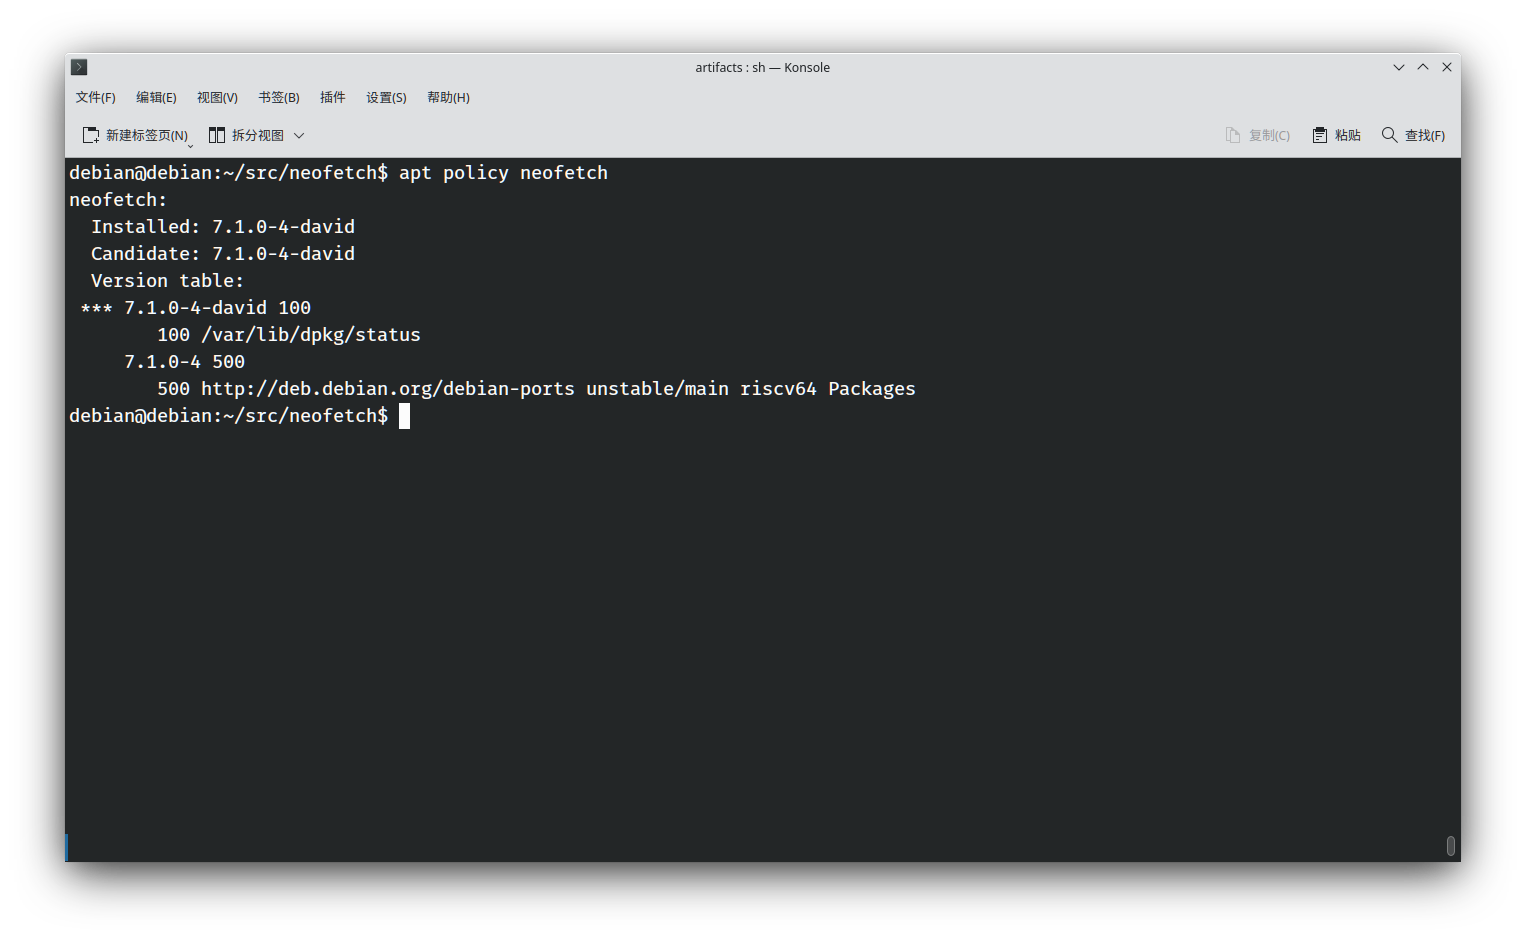 artifacts : sh — Konsole
文件(F) 编辑(E) 视图(V) 书签(B) 插件 设置(S) 帮助(H)
新建标签页(N) 拆分视图 复制(C) 粘贴 查找(F)
debian@debian:~/src/neofetch$ apt policy neofetch
neofetch:
  Installed: 7.1.0-4-david
  Candidate: 7.1.0-4-david
  Version table:
 *** 7.1.0-4-david 100
        100 /var/lib/dpkg/status
     7.1.0-4 500
        500 http://deb.debian.org/debian-ports unstable/main riscv64 Packages
debian@debian:~/src/neofetch$